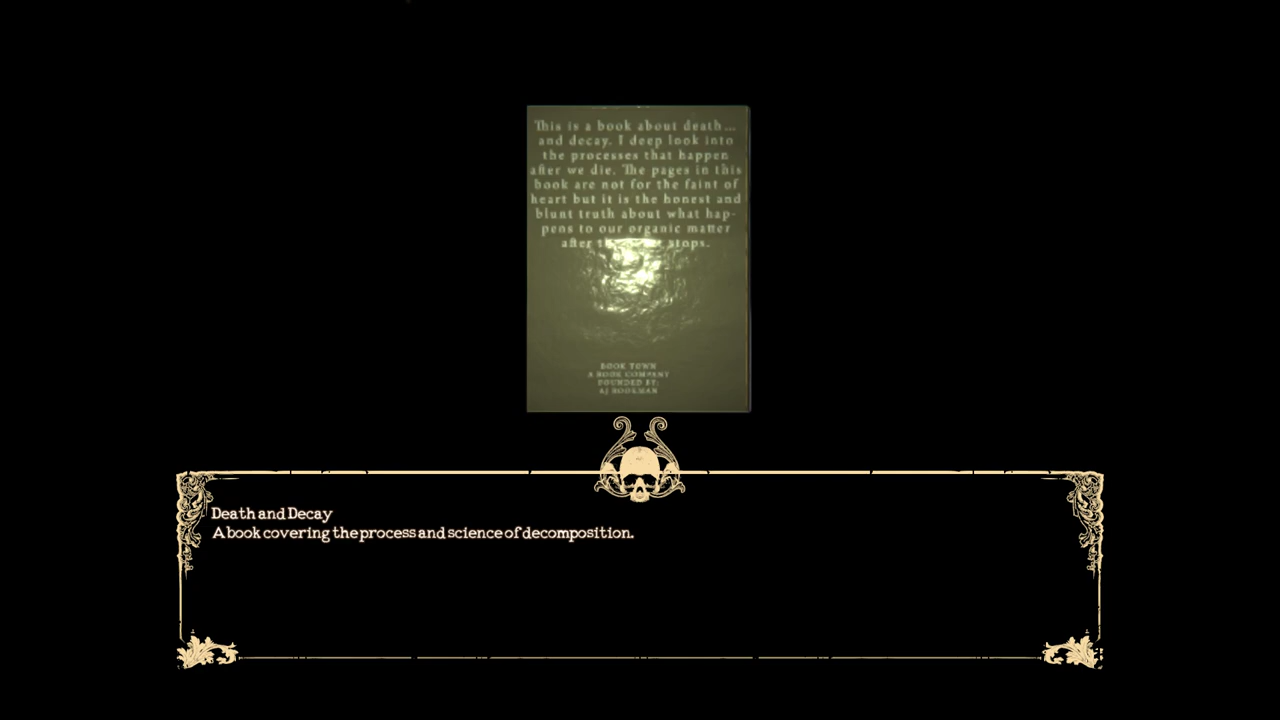 This is a book about death...
and decay. I deep look into
the processes that happen
after we die. The pages in this
book are not for the faint of
heart but it is the honest and
blunt truth about what hap-
pens to our organic matter
after stops.
BOOK TOWN
A BOOK COMPANY
FOUNDED BY:
AJ BOOKMAN
Death and Decay
A book covering the process and science of decomposition.